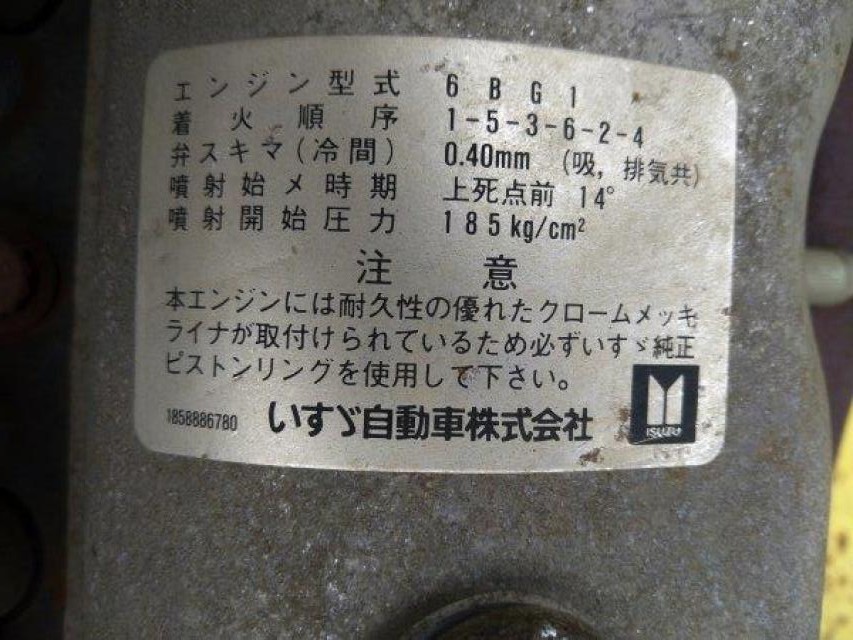 エンジン型式 6BG1
着火順序 1-5-3-6-2-4
弁スキマ(冷間) 0.40mm (吸,排気共)
噴射始メ時期 上死点前 14°
噴射開始圧力 185kg/cm²
注意
本エンジンには耐久性の優れたクロームメッキ
ライナが取付けられているため必ずいすゞ純正
ピストンリングを使用して下さい。
1858886780 いすゞ自動車株式会社
ISUZU